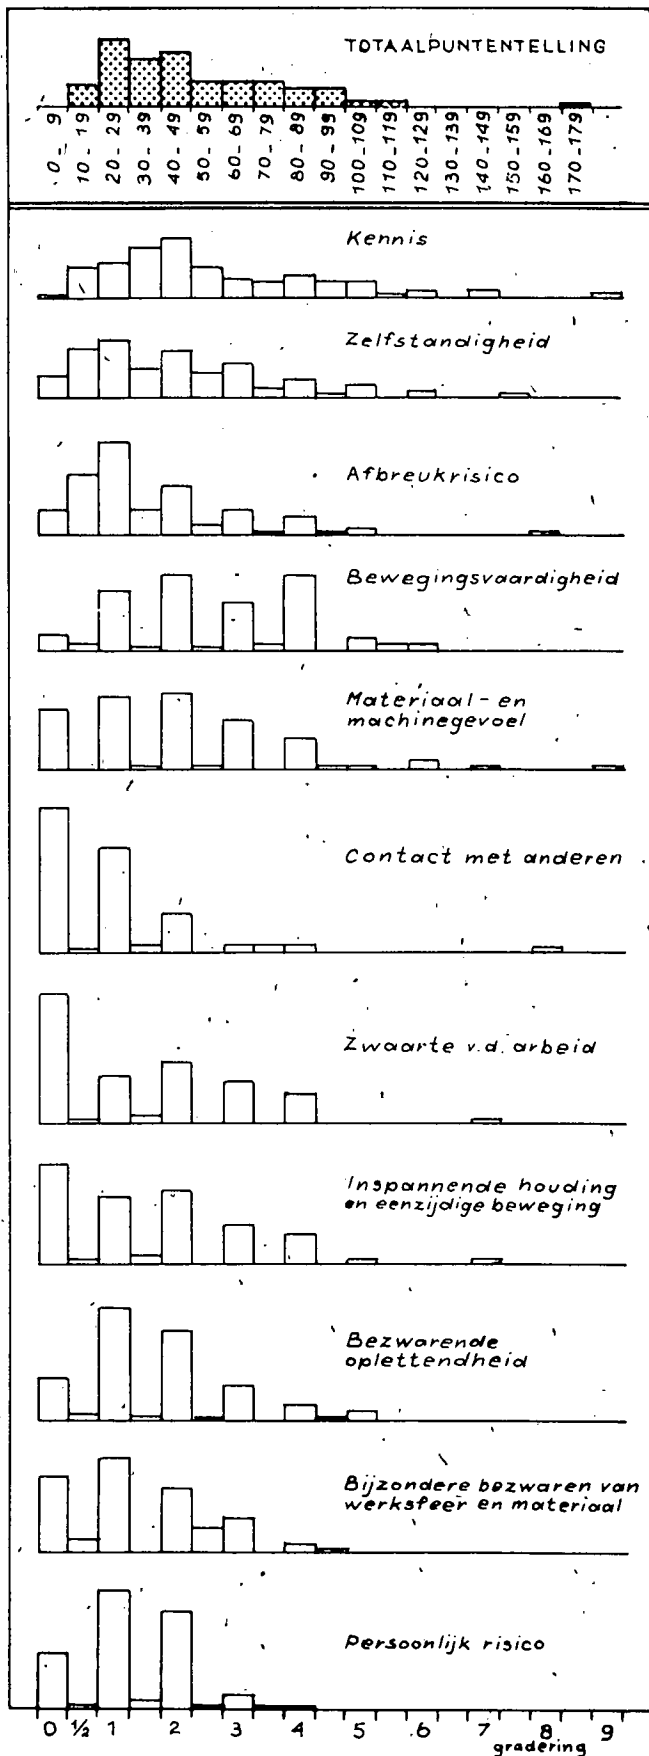 TOTAALPUNTENTELLING
0 - 9
10 - 19
20 - 29
30 - 39
40 - 49
50 - 59
60 - 69
70 - 79
80 - 89
90 - 99
100 - 109
110 - 119
120 - 129
130 - 139
140 - 149
150 - 159
160 - 169
170 - 179
Kennis
Zelfstandigheid
Afbreukrisico
Bewegingsvaardigheid
Materiaal - en
machinegevoel
Contact met anderen
Zwaarte v.d. arbeid
Inspannende houding
en eenzijdige beweging
Bezwarende
oplettendheid
Bijzondere bezwaren van
werksfeer en materiaal
Persoonlijk risico
0 ½ 1 2 3 4 5 6 7 8 9
gradering